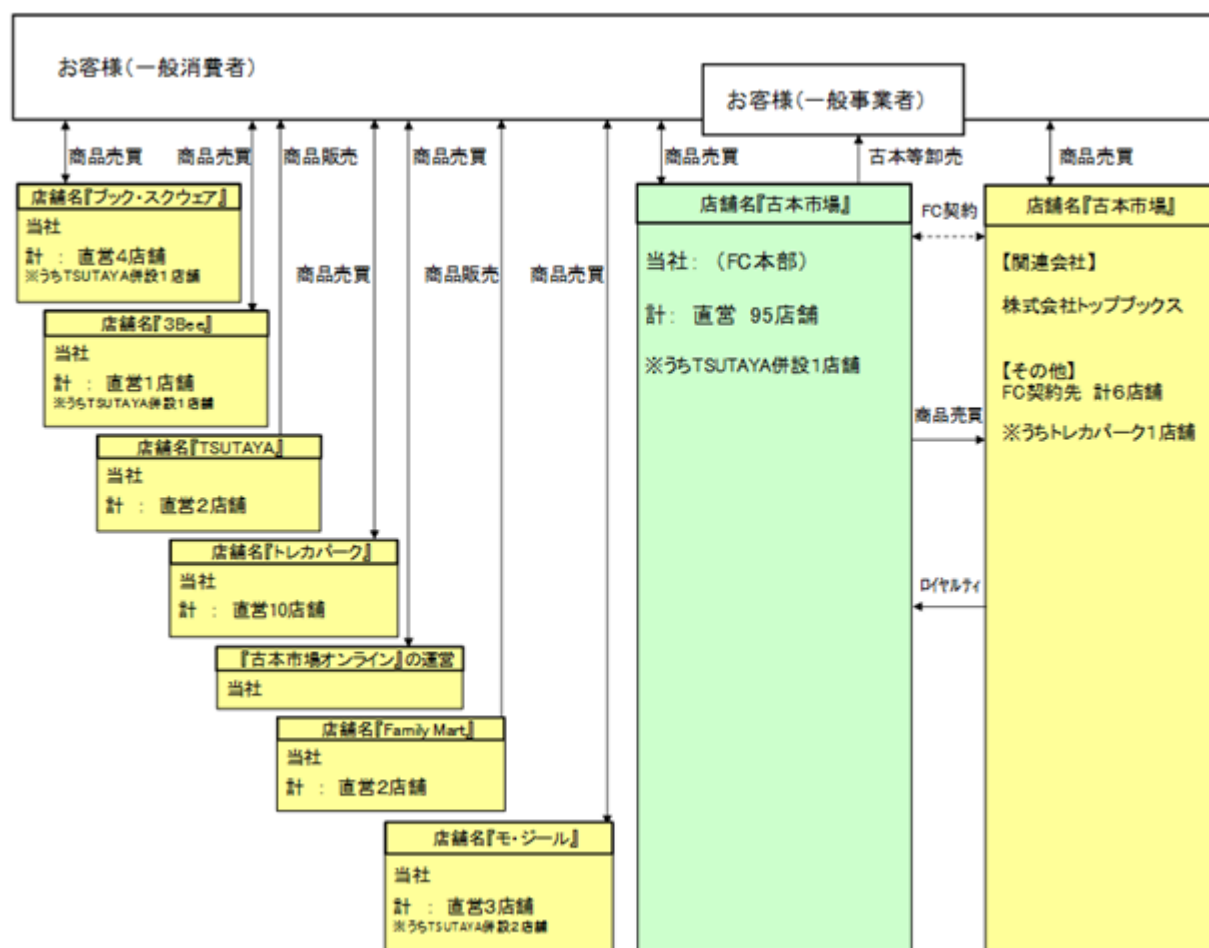 お客様(一般消費者)
お客様(一般事業者)
商品売買
商品売買
商品販売
商品売買
商品売買
古本等卸売
商品売買
店舗名『ブック・スクウェア』
当社
計 : 直営4店舗
※うちTSUTAYA併設1店舗
商品売買
商品販売
商品売買
店舗名『3Bee』
当社
計 : 直営1店舗
※うちTSUTAYA併設1店舗
店舗名『TSUTAYA』
当社
計 : 直営2店舗
店舗名『トレカパーク』
当社
計 : 直営10店舗
『古本市場オンライン』の運営
当社
店舗名『Family Mart』
当社
計 : 直営2店舗
店舗名『モ・ジール』
当社
計 : 直営3店舗
※うちTSUTAYA併設2店舗
店舗名『古本市場』
当社: (FC本部)
計: 直営 95店舗
※うちTSUTAYA併設1店舗
FC契約
商品売買
ロイヤルティ
店舗名『古本市場』
【関連会社】
株式会社トップブックス
【その他】
FC契約先 計6店舗
※うちトレカパーク1店舗